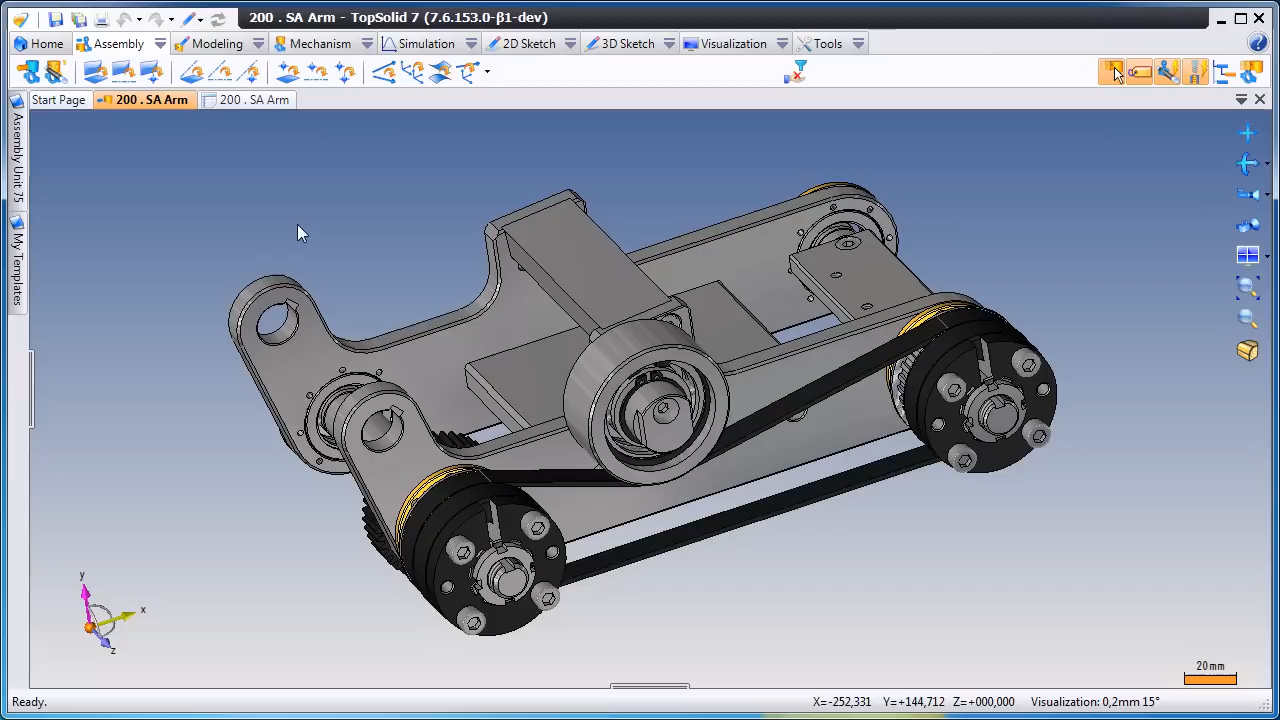 200 . SA Arm - TopSolid 7 (7.6.153.0-β1-dev)
Home Assembly Modeling Mechanism Simulation 2D Sketch 3D Sketch Visualization Tools ?
Start Page 200 . SA Arm 200 . SA Arm
Assembly Unit 75
My Templates
y
x
z
20mm
Ready. X=-252,331 Y=+144,712 Z=+000,000 Visualization: 0,2mm 15°